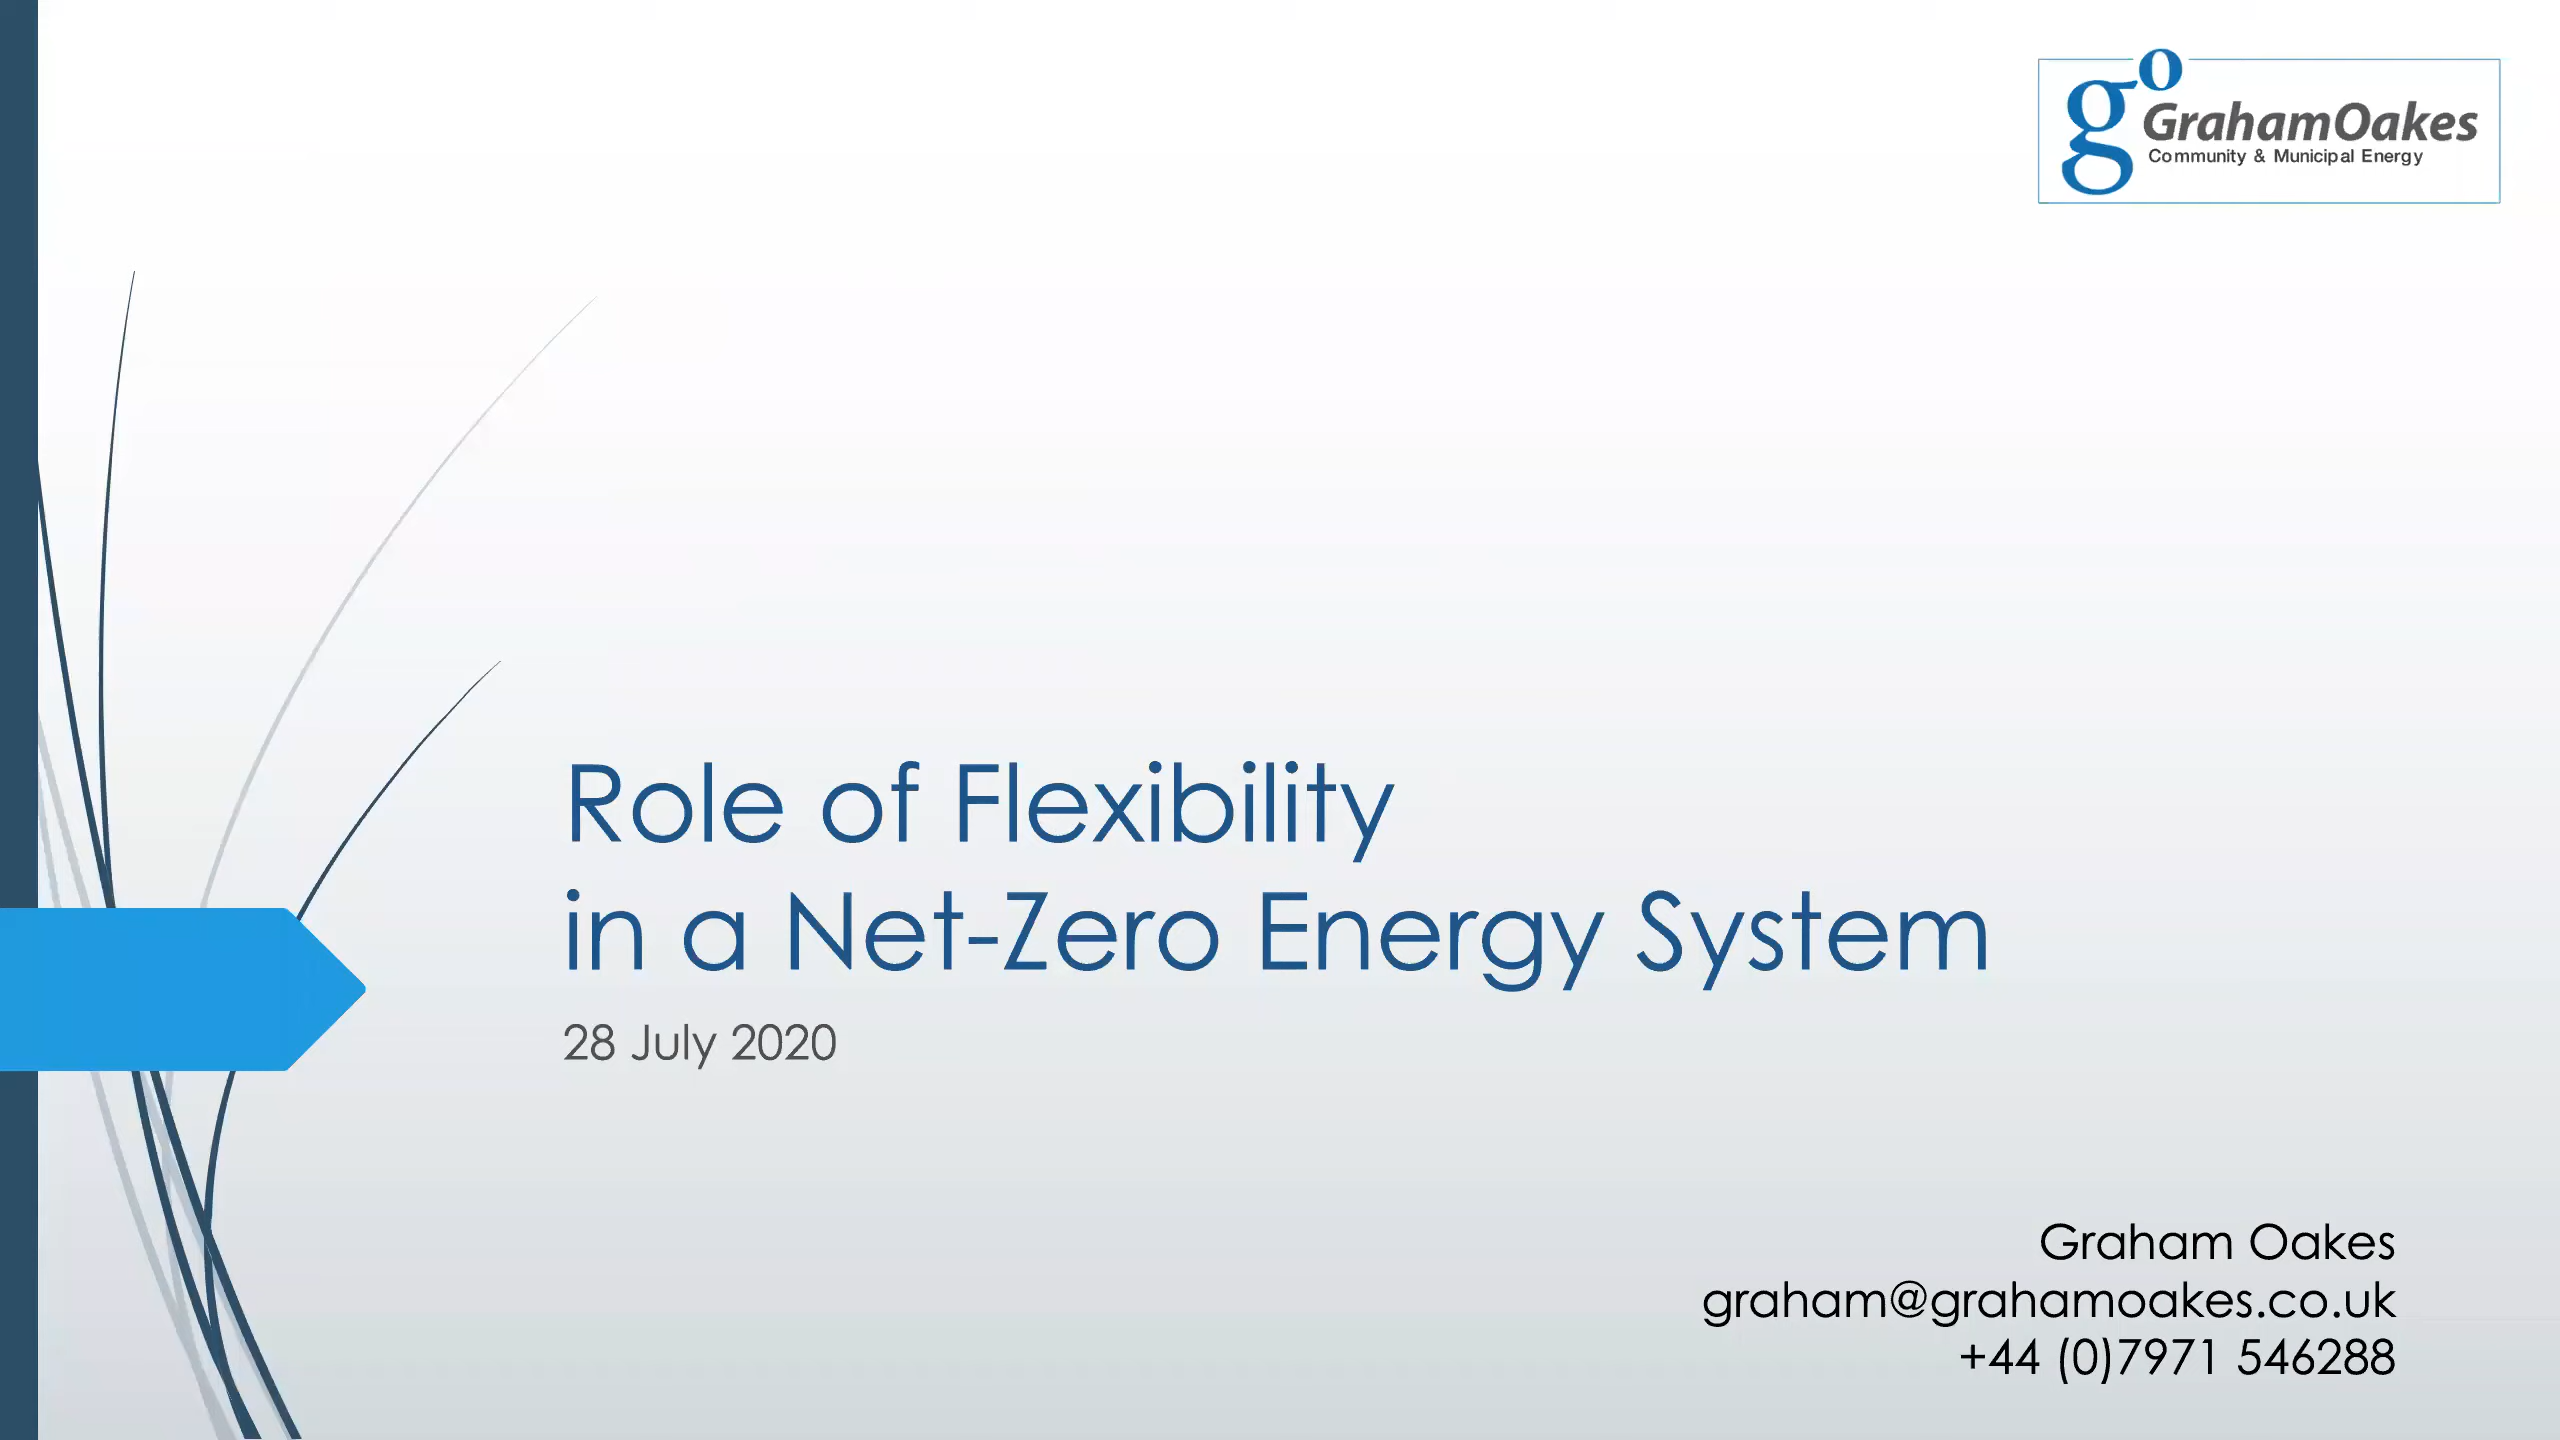 go
GrahamOakes
Community & Municipal Energy
Role of Flexibility
in a Net-Zero Energy System
28 July 2020
Graham Oakes
graham@grahamoakes.co.uk
+44 (0)7971 546288